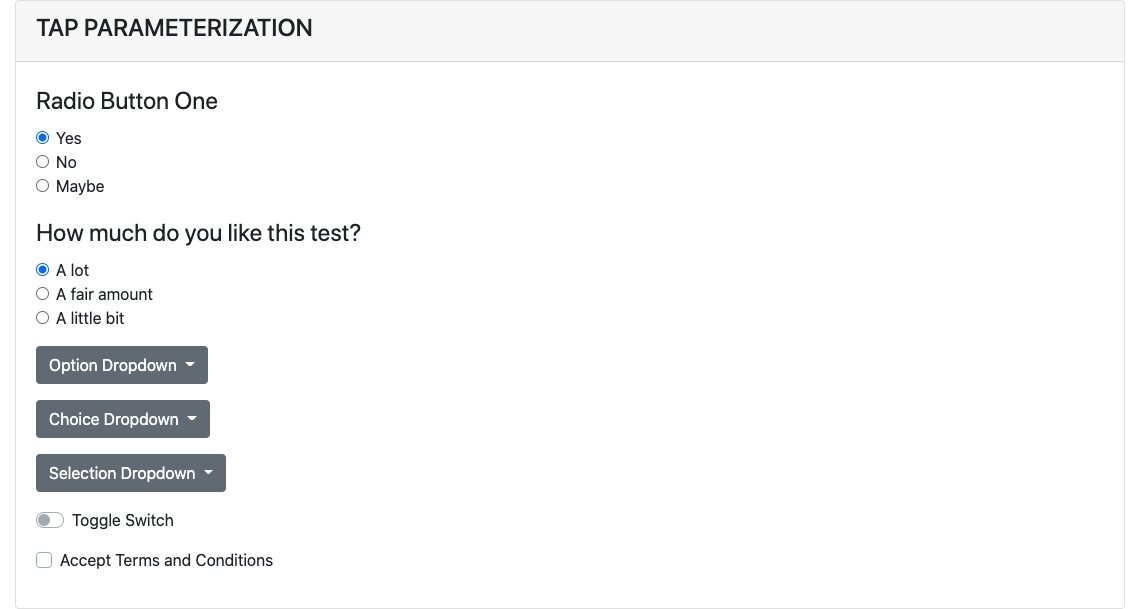 TAP PARAMETERIZATION
Radio Button One
Yes
No
Maybe
How much do you like this test?
A lot
A fair amount
A little bit
Option Dropdown
Choice Dropdown
Selection Dropdown
Toggle Switch
Accept Terms and Conditions